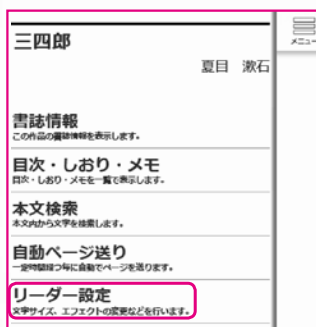 三四郎
メニュー
夏目 漱石
書誌情報
この作品の書誌情報を表示します。
目次・しおり・メモ
目次・しおり・メモを一覧で表示します。
本文検索
本文内から文字を検索します。
自動ページ送り
一定時間経つ毎に自動でページを送ります。
リーダー設定
文字サイズ、エフェクトの変更などを行います。